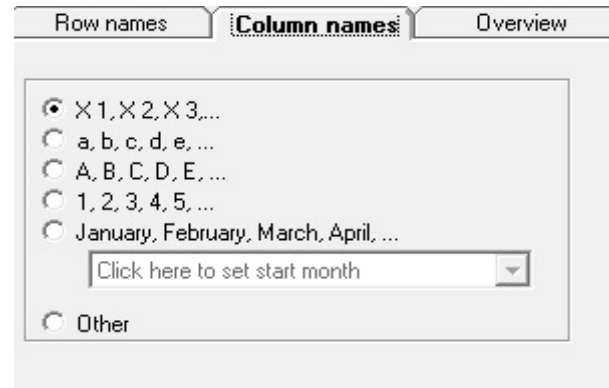 Row names Column names Overview
X 1, X 2, X 3,...
a, b, c, d, e, ...
A, B, C, D, E, ...
1, 2, 3, 4, 5, ...
January, February, March, April, ...
Click here to set start month
Other